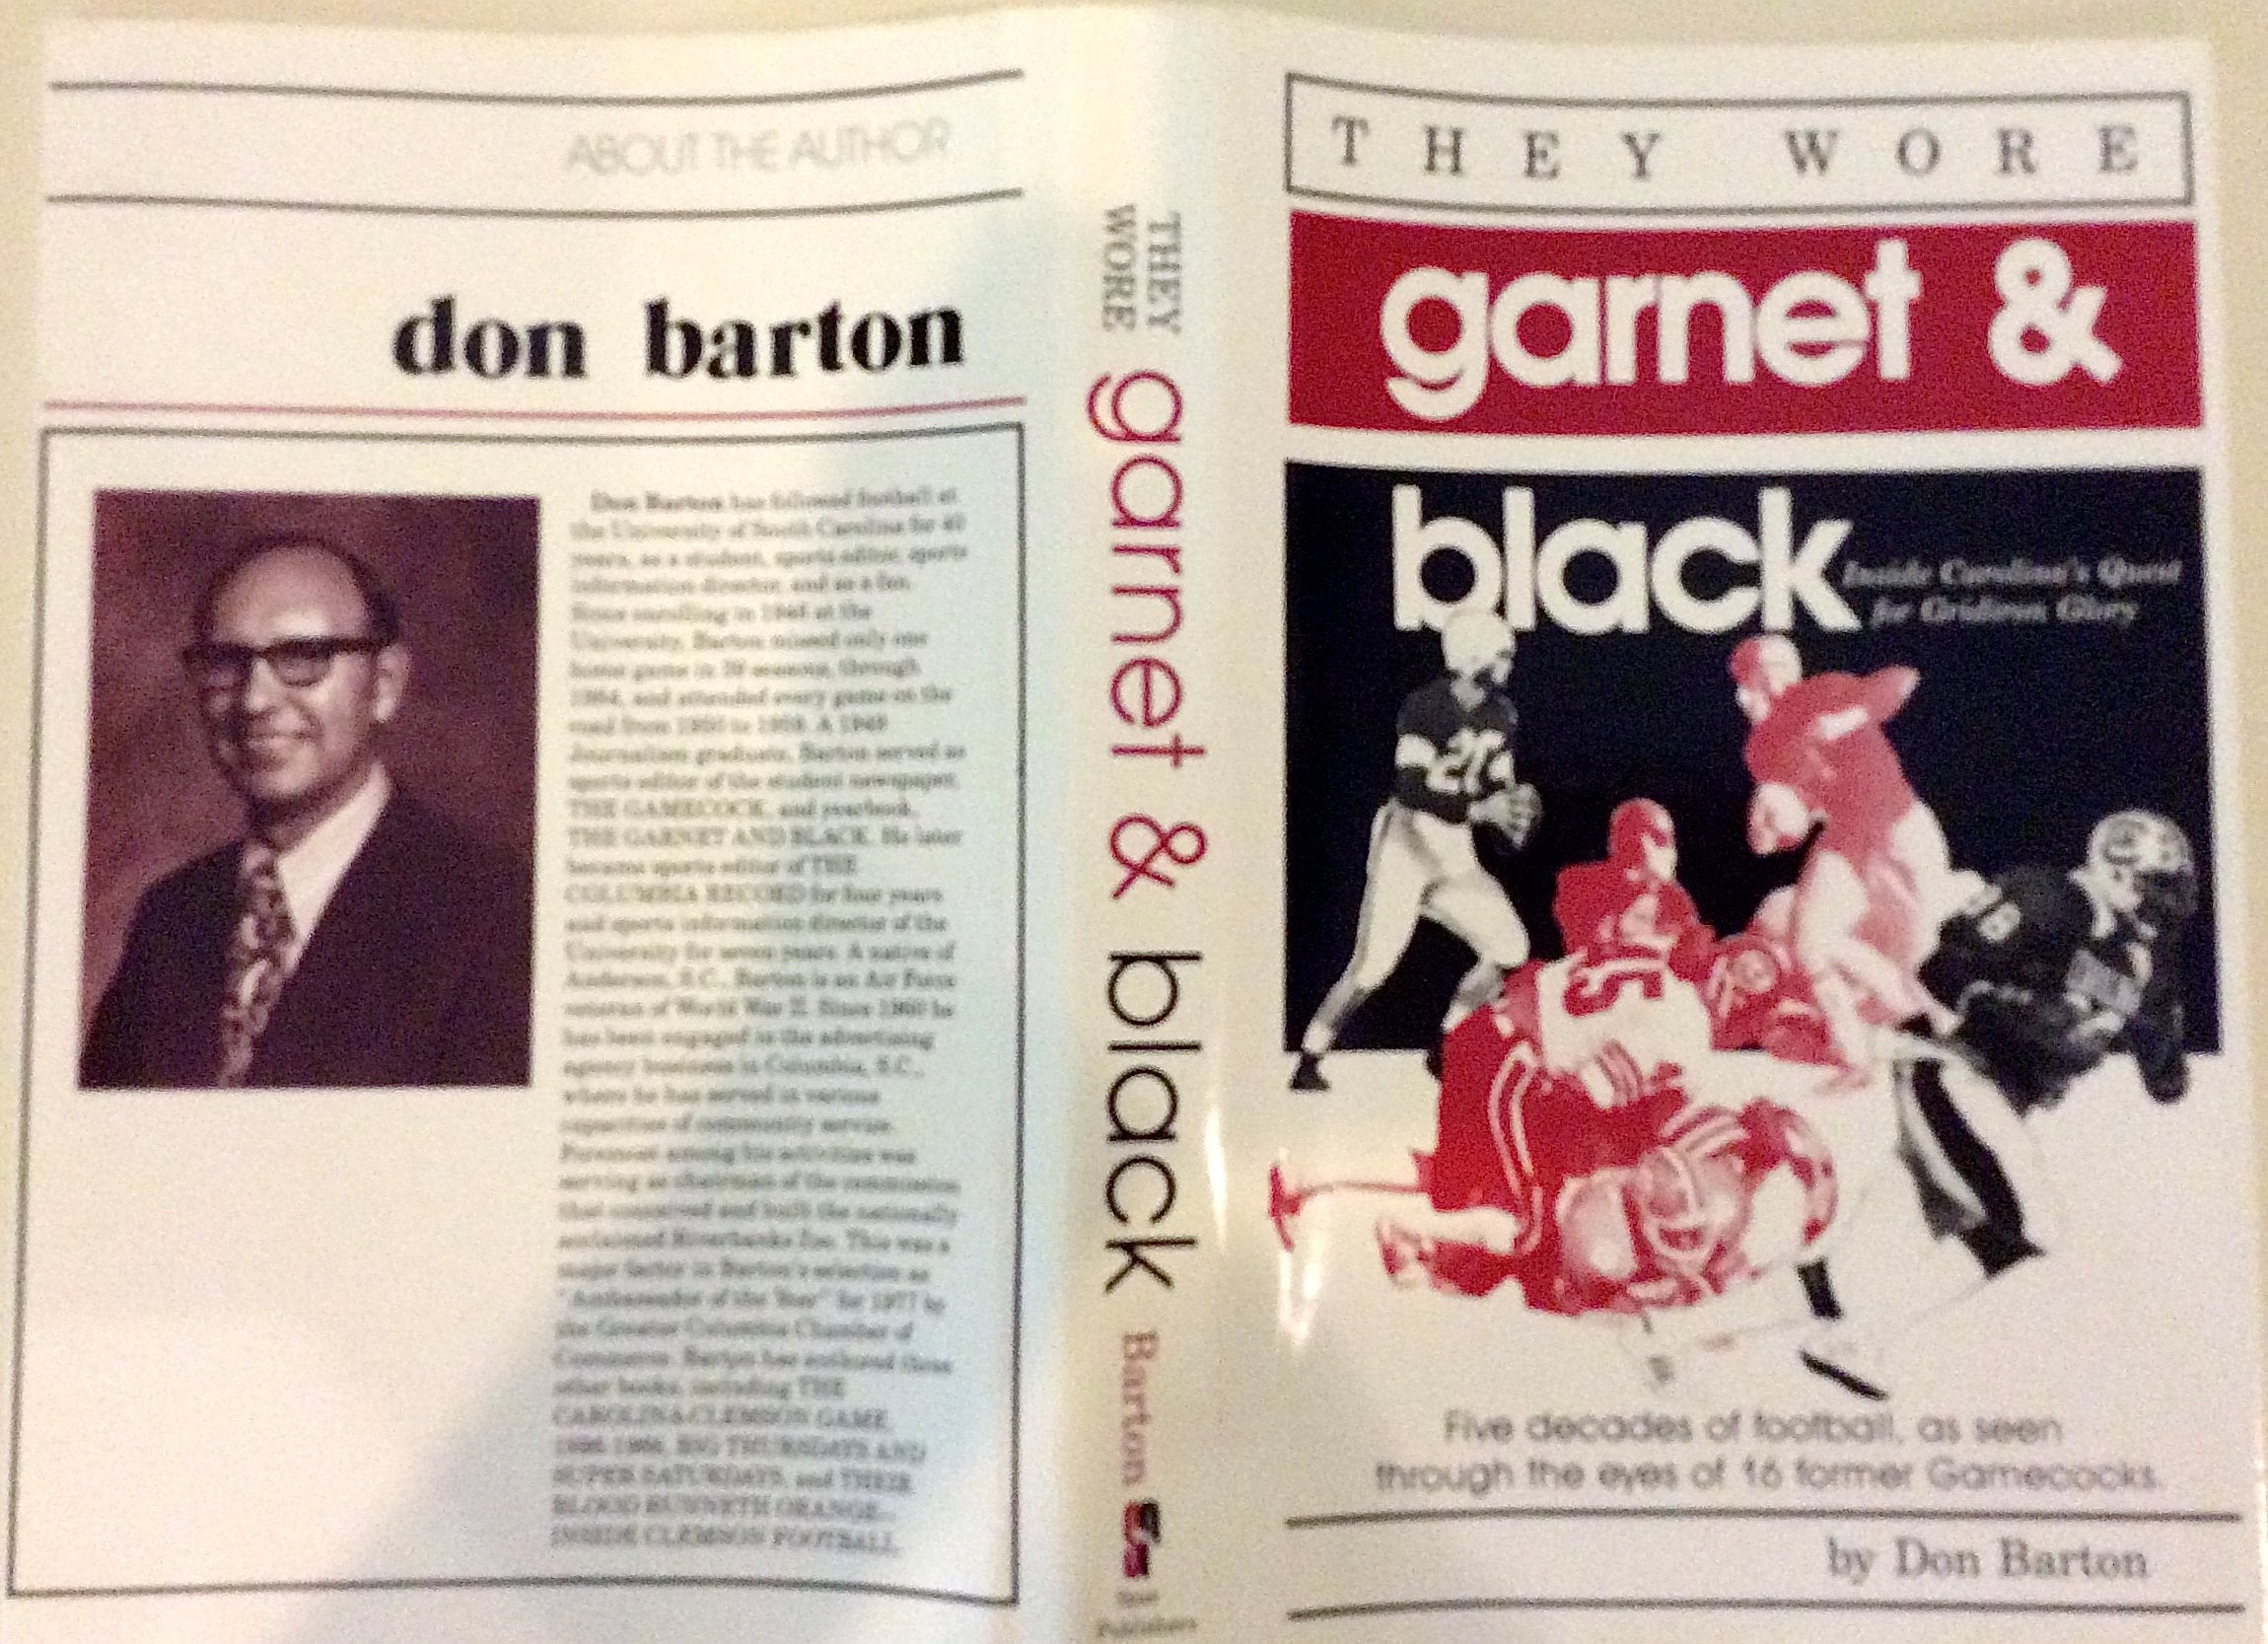 ABOUT THE AUTHOR
don barton
Don Barton has followed football at
the University of South Carolina for 40
years, as a student, sports editor, sports
information director, and as a fan.
Since enrolling in at the
University, Barton missed only one
home game in 39 seasons, through
1984, and attended every game on the
road from 1950 to A 1949
Journalism graduate, Barton served as
sports editor of the student newspaper,
THE GAMECOCK, and yearbook,
THE GARNET AND BLACK. He later
became sports editor of THE
COLUMBIA RECORD for four years
and sports information director of the
University for seven years. A native of
Anderson, S.C., Barton is an Air Force
veteran of World War II. Since 1960 he
has been engaged in the advertising
agency business in Columbia, S.C.,
where he has served in various
capacities of community service.
Foremost among his activities was
serving as chairman of the commission
that conceived and built the nationally
acclaimed Riverbanks Zoo. This was a
major factor in Barton's selection as
"Ambassador of the Year" for 1977 by
the Greater Columbia Chamber of
Commerce. Barton has authored three
other books, including THE
CAROLINA-CLEMSON GAME,
BIG THURSDAYS AND
SUPER SATURDAYS, and THEIR
BLOOD RUNNETH ORANGE...
INSIDE CLEMSON FOOTBALL.
THEY
WORE
garnet & black
Barton
Publishers
THEY WORE
garnet &
black
Inside Carolina's Quest
for Gridiron Glory
Five decades of football, as seen
through the eyes of 16 former Gamecocks.
by Don Barton